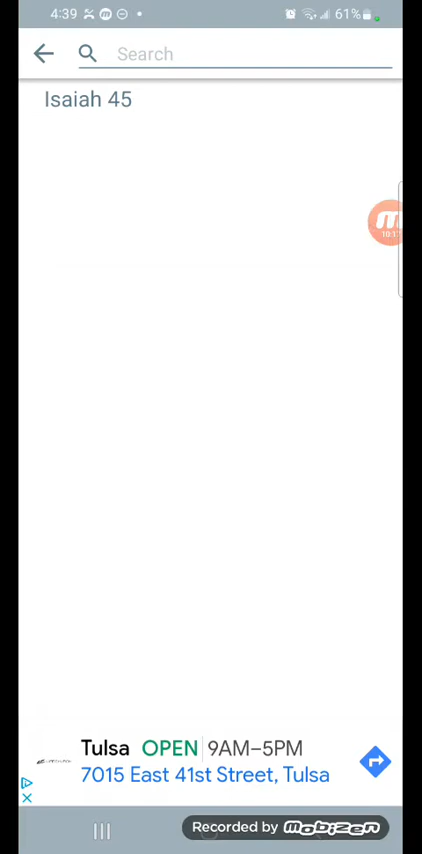 4:39 61%
Search
Isaiah 45
Tulsa OPEN 9AM–5PM
7015 East 41st Street, Tulsa
Recorded by Mobizen